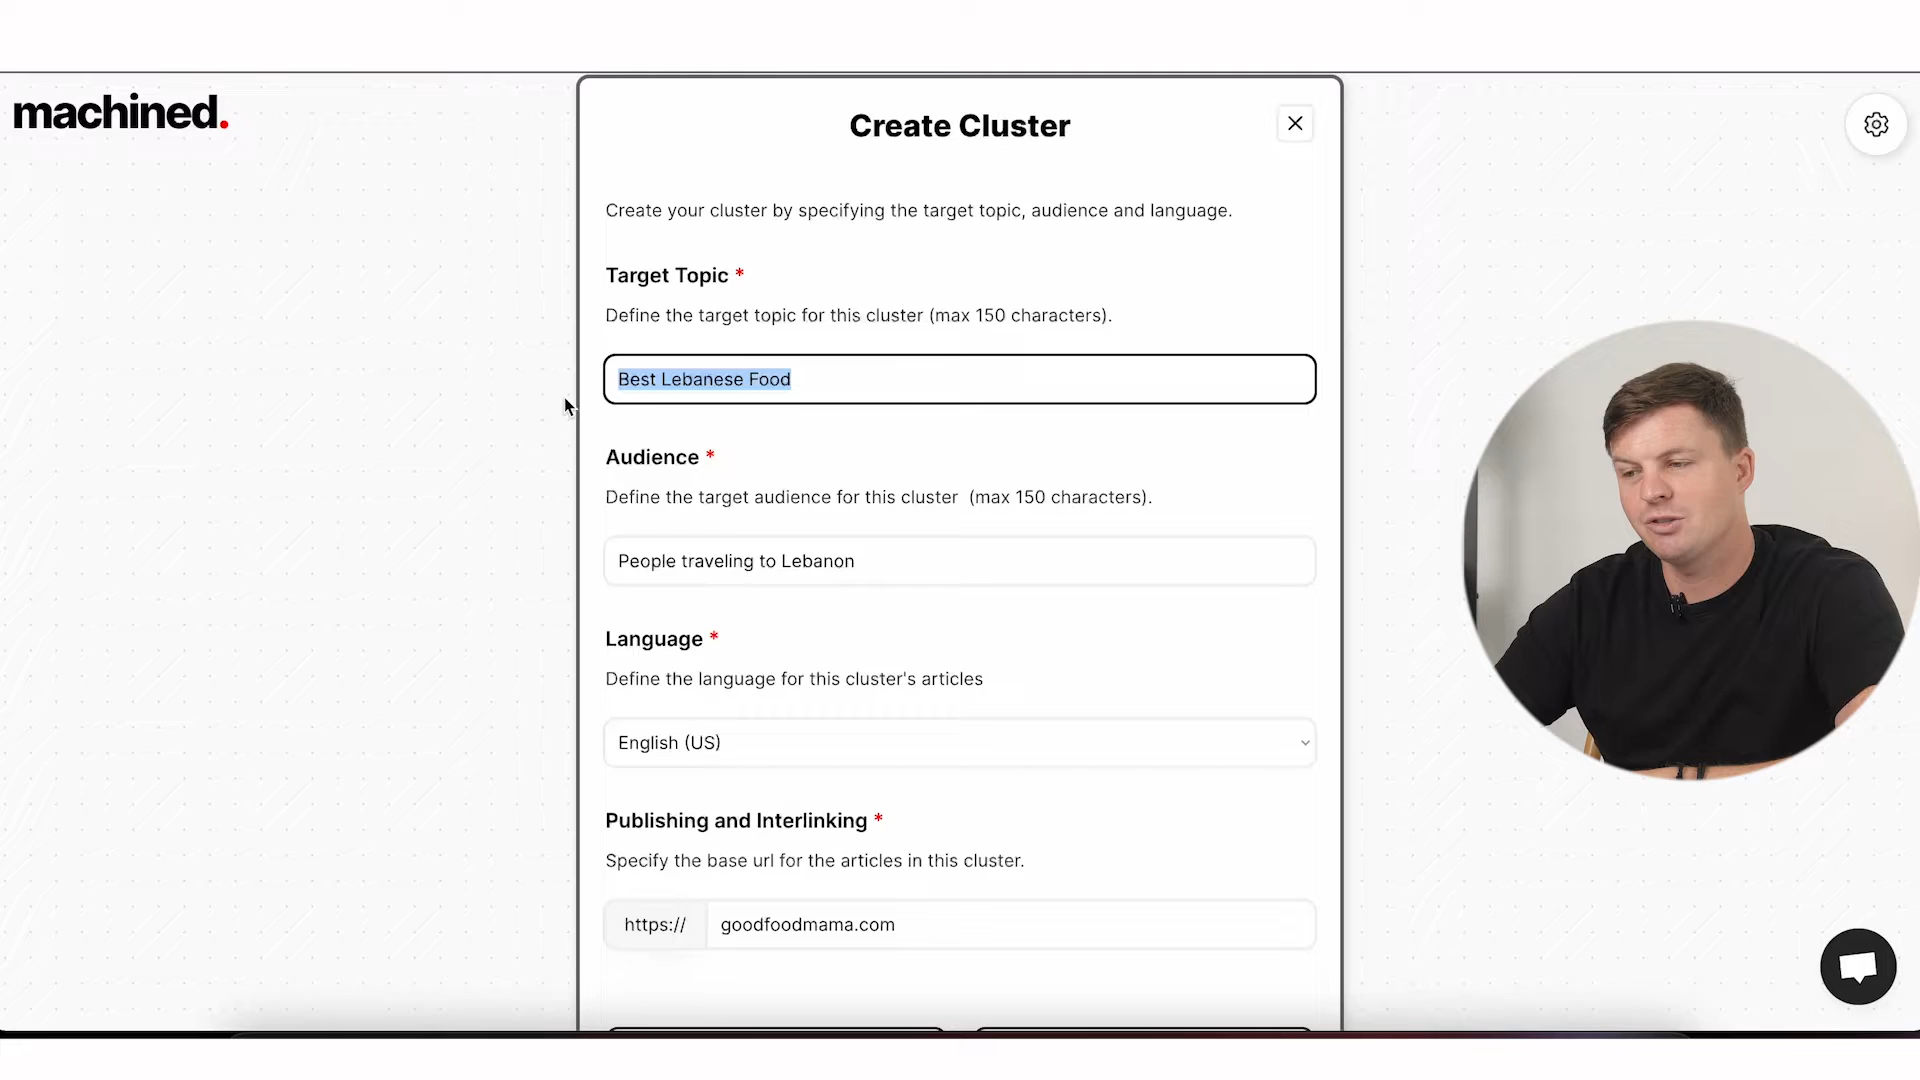 machined.
Create Cluster
Create your cluster by specifying the target topic, audience and language.
Target Topic *
Define the target topic for this cluster (max 150 characters).
Best Lebanese Food
Audience *
Define the target audience for this cluster (max 150 characters).
People traveling to Lebanon
Language *
Define the language for this cluster's articles
English (US)
Publishing and Interlinking *
Specify the base url for the articles in this cluster.
https:// goodfoodmama.com